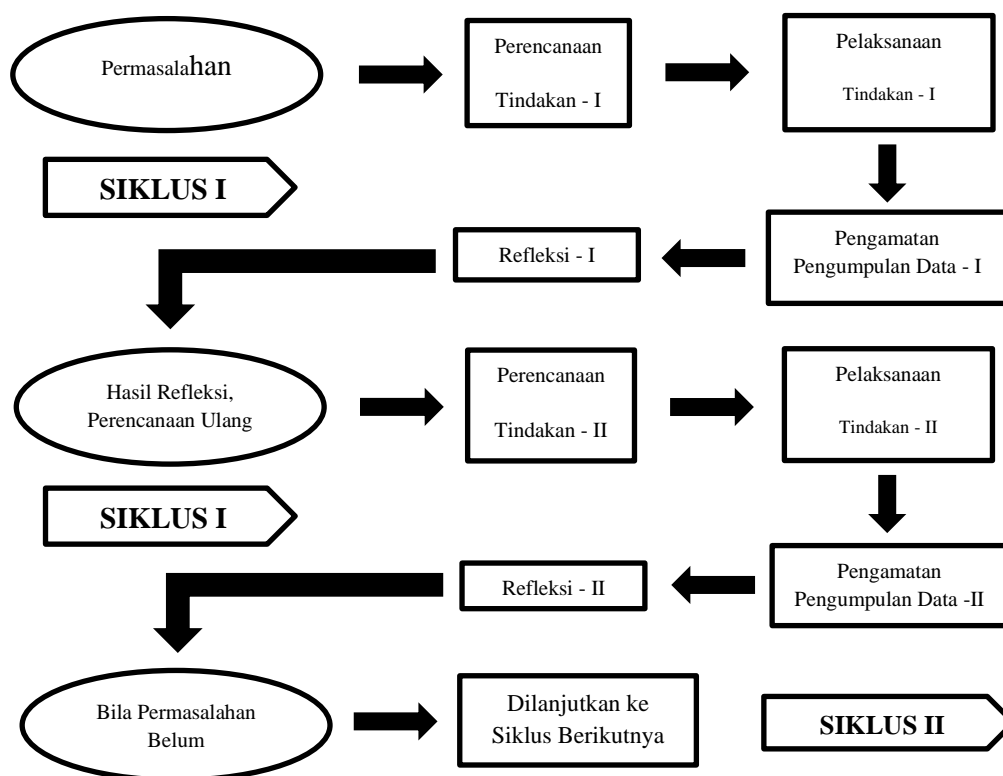 Permasalahan
Perencanaan
Tindakan - I
Pelaksanaan
Tindakan - I
SIKLUS I
Pengamatan
Pengumpulan Data - I
Refleksi - I
Hasil Refleksi,
Perencanaan Ulang
Perencanaan
Tindakan - II
Pelaksanaan
Tindakan - II
SIKLUS I
Pengamatan
Pengumpulan Data -II
Refleksi - II
Bila Permasalahan
Belum
Dilanjutkan ke
Siklus Berikutnya
SIKLUS II